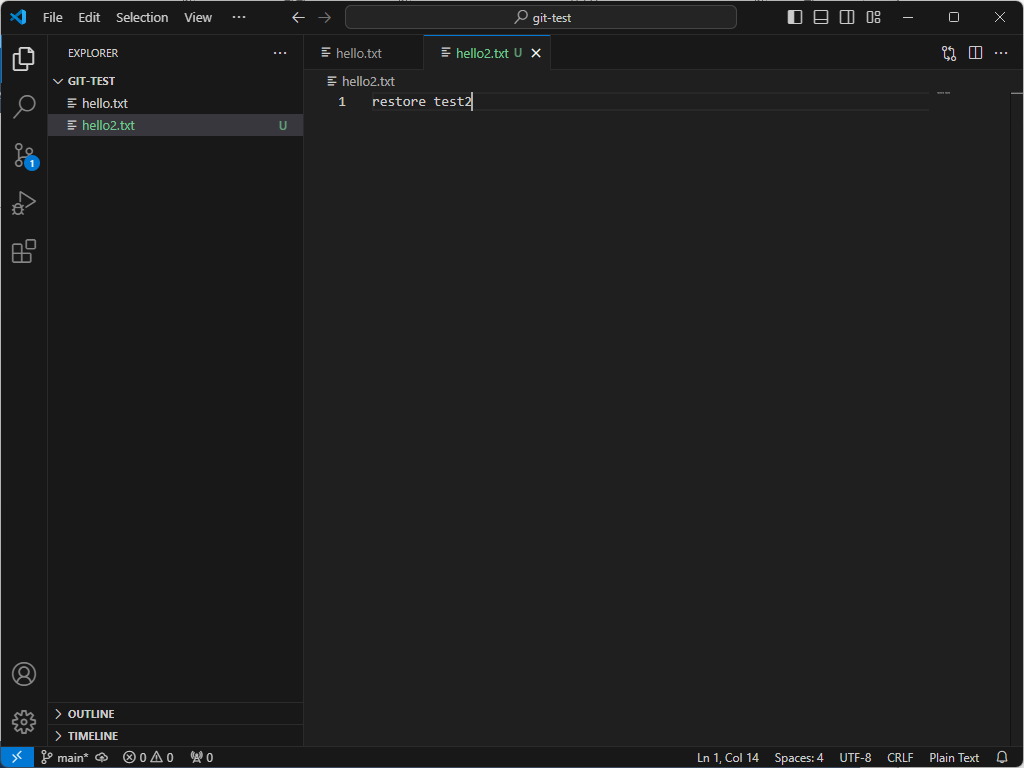 File Edit Selection View ··· git-test
EXPLORER ···
GIT-TEST
hello.txt
hello2.txt U
1
hello.txt hello2.txt U
hello2.txt
1 restore test2
OUTLINE
TIMELINE
main* 0 0 0 Ln 1, Col 14 Spaces: 4 UTF-8 CRLF Plain Text